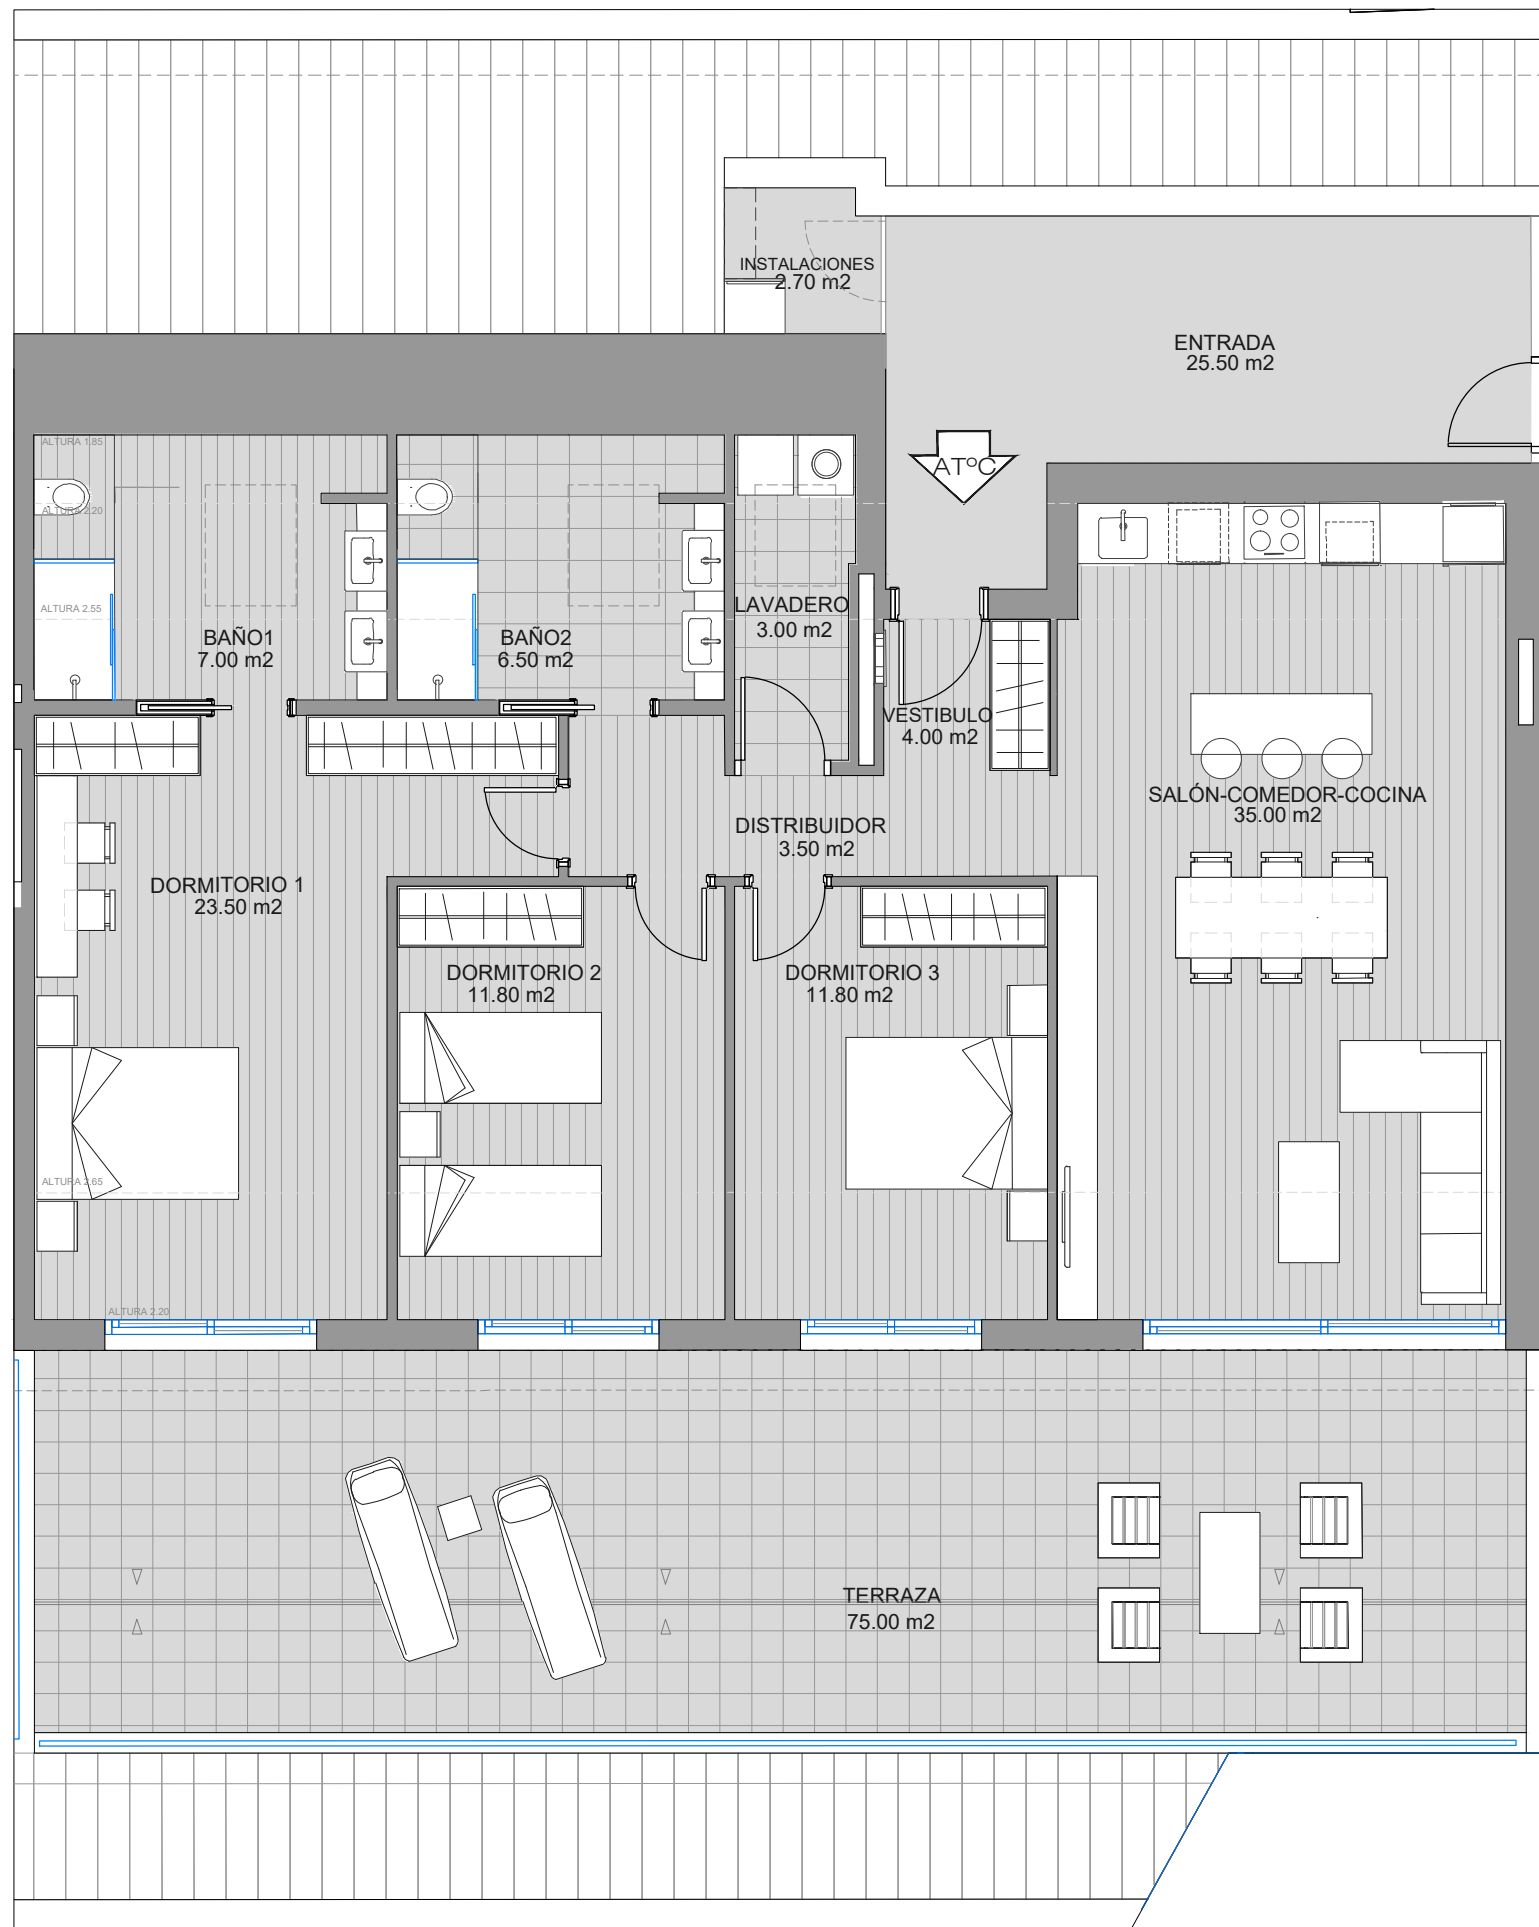 INSTALACIONES
2.70 m2
ENTRADA
25.50 m2
ALTURA 1.85
AT°C
ALTURA 2.20
ALTURA 2.55
LAVADERO
3.00 m2
BAÑO1
7.00 m2
BAÑO2
6.50 m2
VESTIBULO
4.00 m2
SALÓN-COMEDOR-COCINA
35.00 m2
DISTRIBUIDOR
3.50 m2
DORMITORIO 1
23.50 m2
DORMITORIO 2
11.80 m2
DORMITORIO 3
11.80 m2
ALTURA 2.65
ALTURA 2.20
TERRAZA
75.00 m2